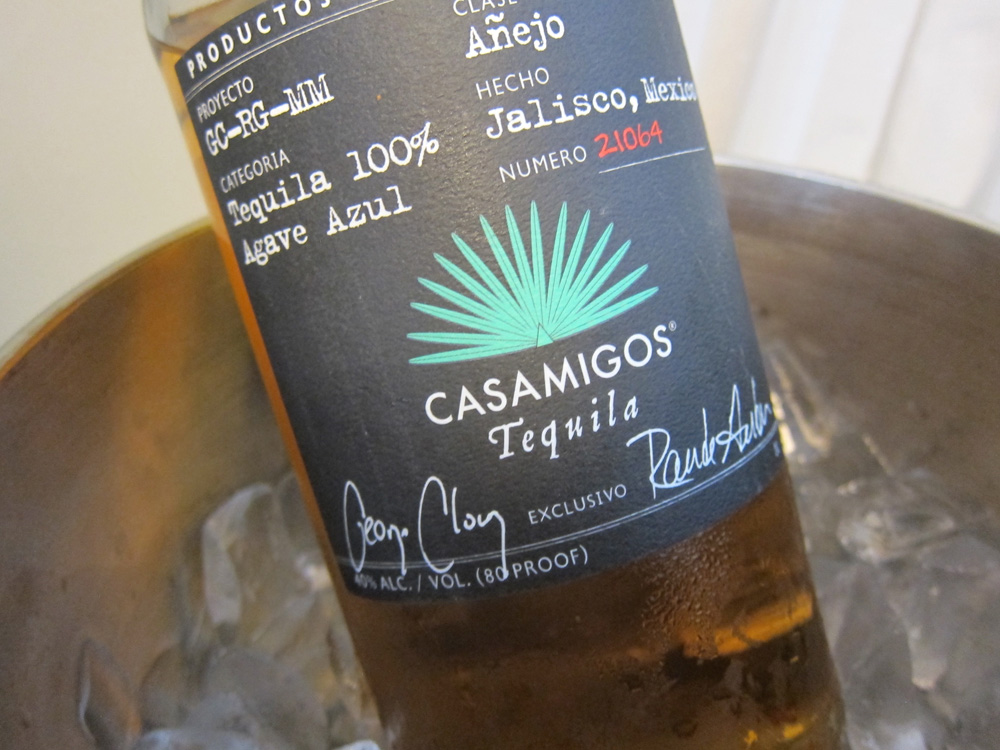 PRODUCTOS
PROYECTO
GC-RG-MM
CATEGORIA
Tequila 100%
Agave Azul
CLASE
Añejo
HECHO
Jalisco, Mexico
NUMERO 21064
CASAMIGOS®
Tequila
EXCLUSIVO
40% ALC. / VOL. (80 PROOF)